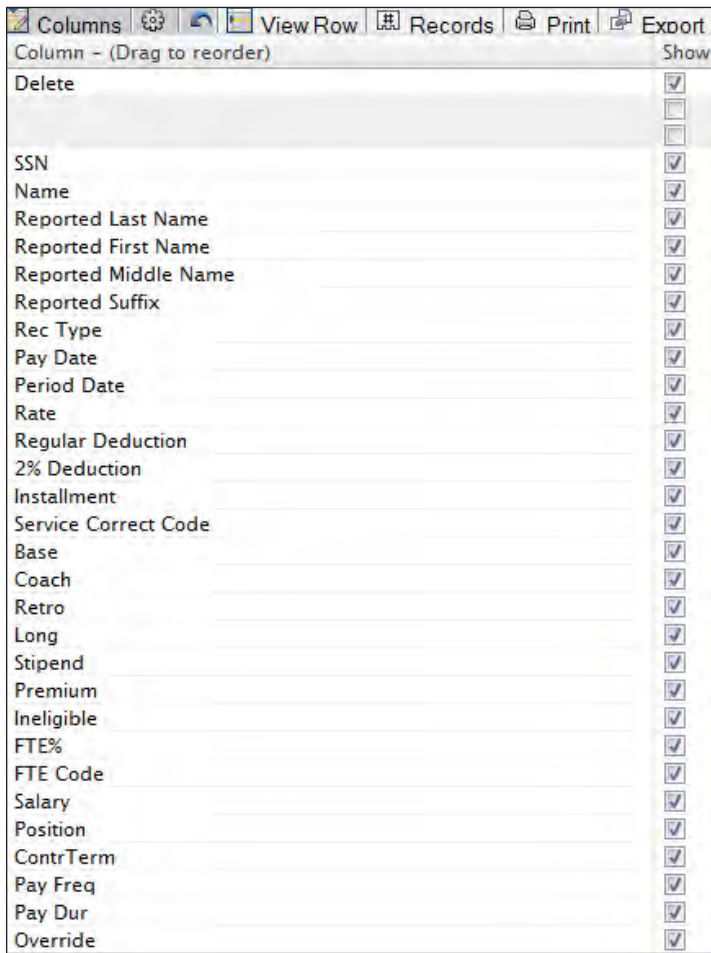 Columns View Row Records Print Export
Column - (Drag to reorder) Show
Delete
SSN
Name
Reported Last Name
Reported First Name
Reported Middle Name
Reported Suffix
Rec Type
Pay Date
Period Date
Rate
Regular Deduction
2% Deduction
Installment
Service Correct Code
Base
Coach
Retro
Long
Stipend
Premium
Ineligible
FTE%
FTE Code
Salary
Position
ContrTerm
Pay Freq
Pay Dur
Override